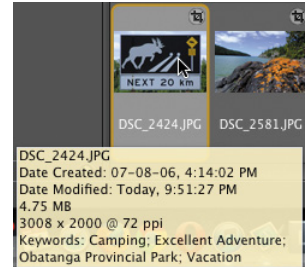 NEXT 20 km
DSC_2424.JPG
DSC_2581.JPG
DSC_2424.JPG
Date Created: 07-08-06, 4:14:02 PM
Date Modified: Today, 9:51:27 PM
4.75 MB
3008 x 2000 @ 72 ppi
Keywords: Camping; Excellent Adventure;
Obatanga Provincial Park; Vacation